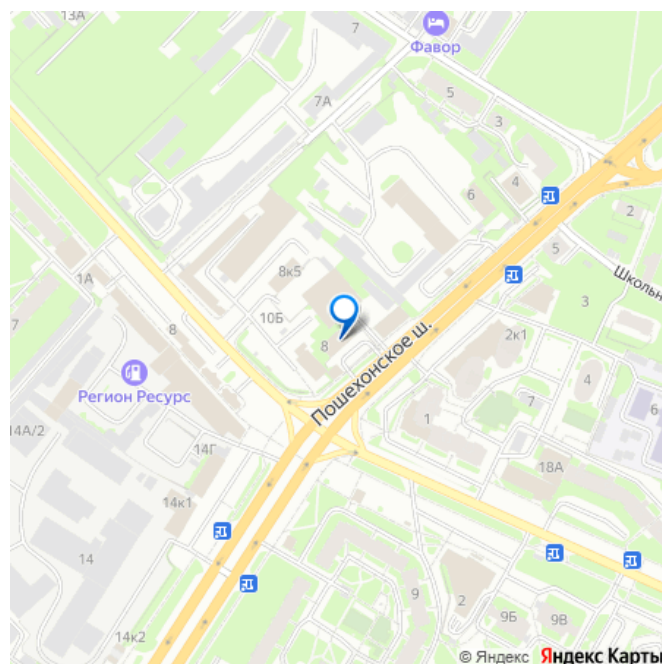 13А
7
Фавор
7А
5
3
4
6
2
5
Школьн
3
8к5
1А
10Б
2к1
7
8
8
Пошехонское ш.
4
Регион Ресурс
7
6
1
14А/2
14Г
18А
14к1
14
9
2
9Б
9В
14к2
© Яндекс Яндекс Карты